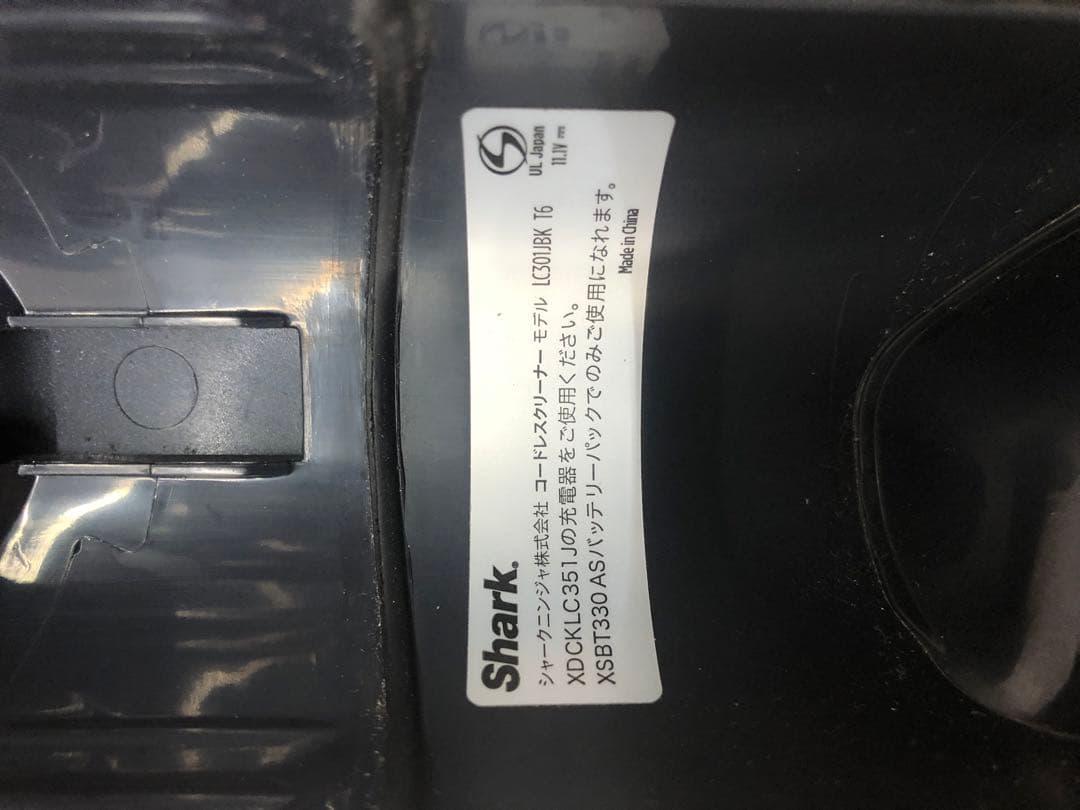 Shark.
シャークニンジャ株式会社 コードレスクリーナー モデル LC301JBK T6
XDCKLC351Jの充電器をご使用ください。
XSBT330ASバッテリーパックでのみご使用になれます。
UL Japan
11.1V ⎓
Made in China